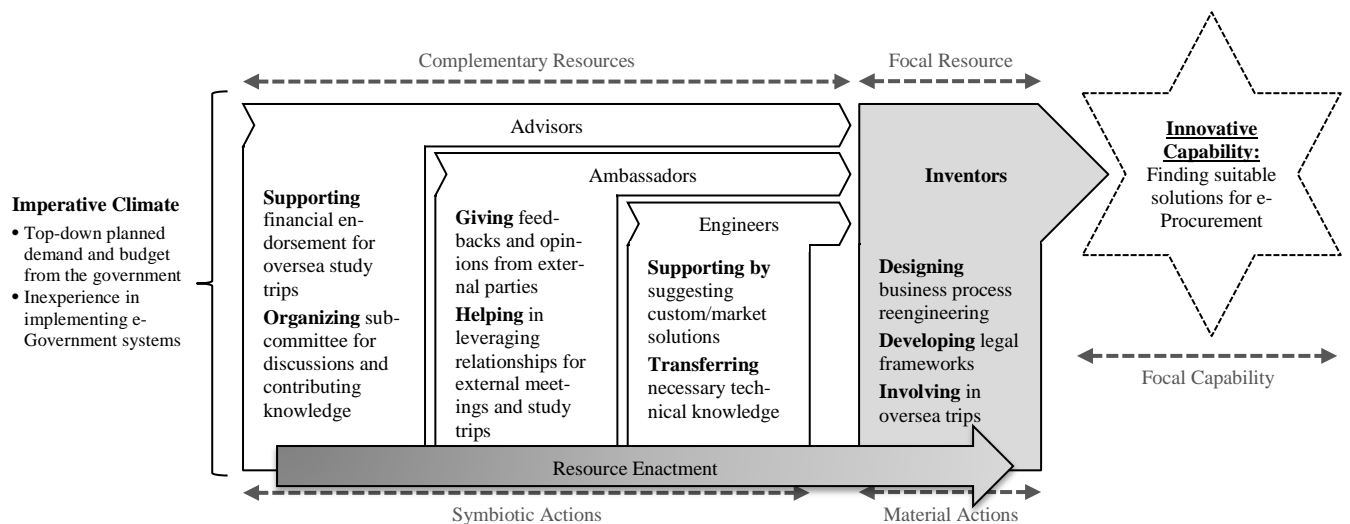 Complementary Resources
Focal Resource
Imperative Climate
• Top-down planned
demand and budget
from the government
• Inexperience in
implementing e-
Government systems
Advisors
Supporting
financial en-
dorsement for
oversea study
trips
Organizing sub-
committee for
discussions and
contributing
knowledge
Ambassadors
Giving feed-
backs and opin-
ions from exter-
nal parties
Helping in
leveraging
relationships for
external meet-
ings and study
trips
Engineers
Supporting by
suggesting
custom/market
solutions
Transferring
necessary tech-
nical knowledge
Inventors
Designing
business process
reengineering
Developing legal
frameworks
Involving in
oversea trips
Innovative
Capability:
Finding suitable
solutions for e-
Procurement
Focal Capability
Resource Enactment
Symbiotic Actions
Material Actions